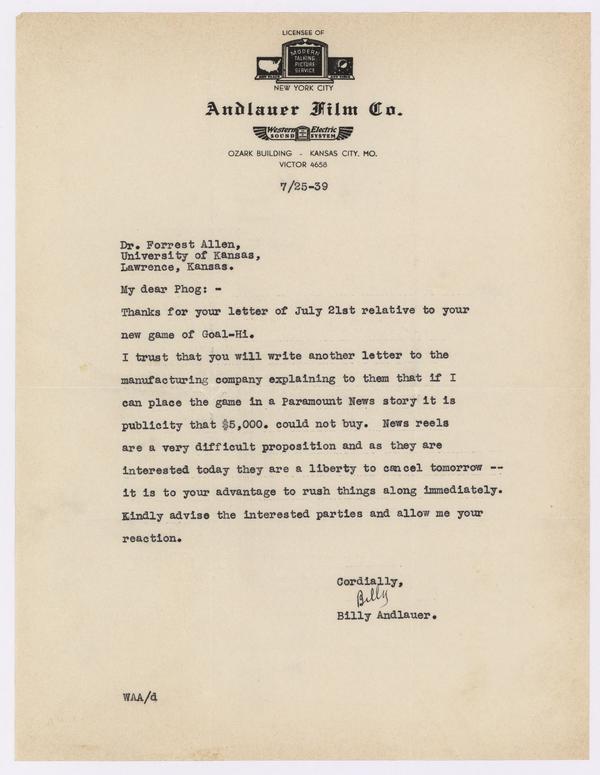 LICENSEE OF
MODERN
TALKING
PICTURE
SERVICE
NEW YORK CITY
Andlauer Film Co.
Western Electric
SOUND SYSTEM
OZARK BUILDING - KANSAS CITY, MO.
VICTOR 4658
7/25-39
Dr. Forrest Allen,
University of Kansas,
Lawrence, Kansas.
My dear Phog: -
Thanks for your letter of July 21st relative to your
new game of Goal-Hi.
I trust that you will write another letter to the
manufacturing company explaining to them that if I
can place the game in a Paramount News story it is
publicity that $5,000. could not buy. News reels
are a very difficult proposition and as they are
interested today they are a liberty to cancel tomorrow --
it is to your advantage to rush things along immediately.
Kindly advise the interested parties and allow me your
reaction.
Cordially,
Billy
Billy Andlauer.
WAA/d